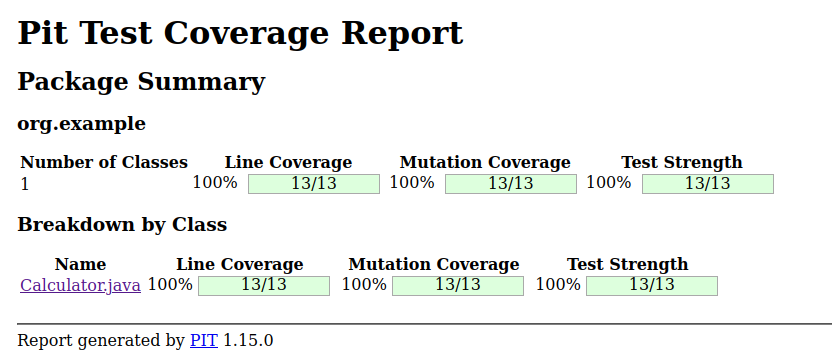 Pit Test Coverage Report
Package Summary
org.example
Number of Classes Line Coverage Mutation Coverage Test Strength
1 100% 13/13 100% 13/13 100% 13/13
Breakdown by Class
Name Line Coverage Mutation Coverage Test Strength
Calculator.java 100% 13/13 100% 13/13 100% 13/13
Report generated by PIT 1.15.0